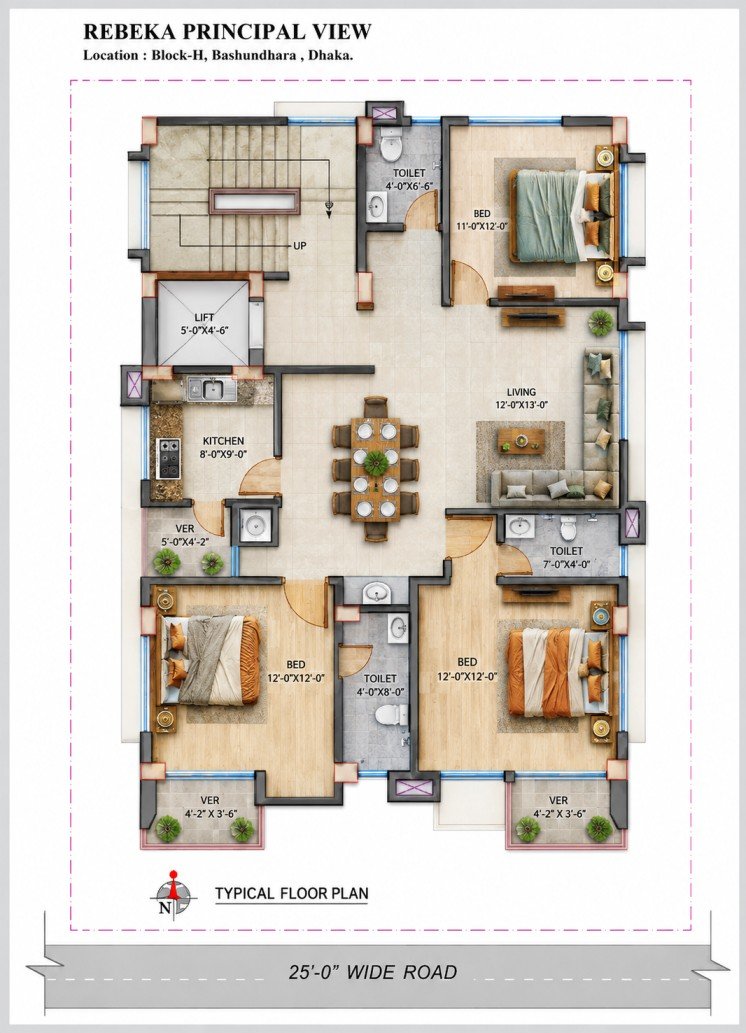 REBEKA PRINCIPAL VIEW
Location : Block-H, Bashundhara , Dhaka.
TOILET
4'-0"X6'-6"
BED
11'-0"X12'-0"
UP
LIFT
5'-0"X4'-6"
LIVING
12'-0"X13'-0"
KITCHEN
8'-0"X9'-0"
VER
5'-0"X4'-2"
TOILET
7'-0"X4'-0"
BED
12'-0"X12'-0"
TOILET
4'-0"X8'-0"
BED
12'-0"X12'-0"
VER
4'-2" X 3'-6"
VER
4'-2" X 3'-6"
N
TYPICAL FLOOR PLAN
25'-0" WIDE ROAD